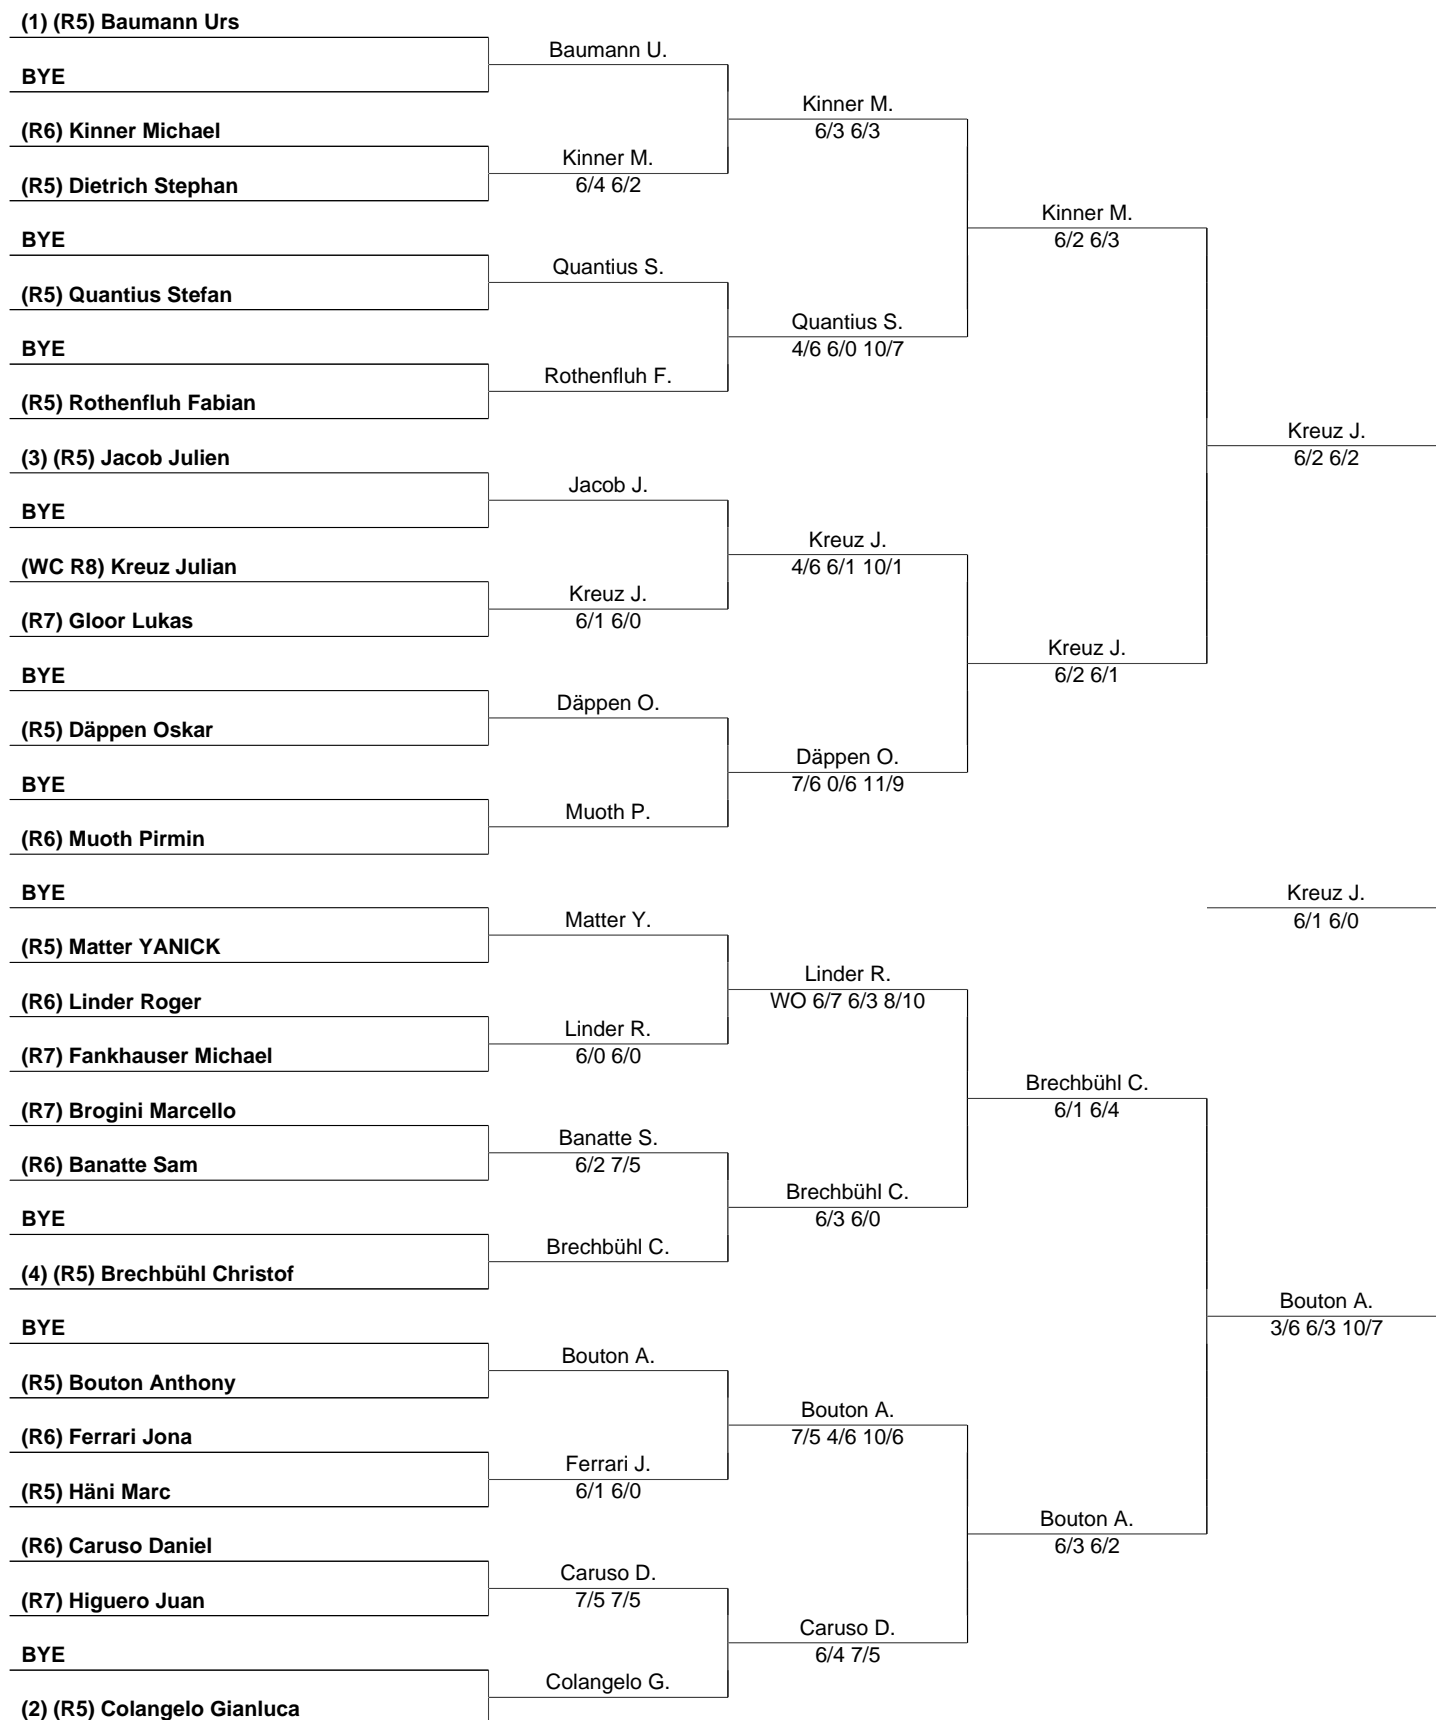 (1) (R5) Baumann Urs
BYE
(R6) Kinner Michael
(R5) Dietrich Stephan
BYE
(R5) Quantius Stefan
BYE
(R5) Rothenfluh Fabian
(3) (R5) Jacob Julien
BYE
(WC R8) Kreuz Julian
(R7) Gloor Lukas
BYE
(R5) Däppen Oskar
BYE
(R6) Muoth Pirmin
BYE
(R5) Matter YANICK
(R6) Linder Roger
(R7) Fankhauser Michael
(R7) Brogini Marcello
(R6) Banatte Sam
BYE
(4) (R5) Brechbühl Christof
BYE
(R5) Bouton Anthony
(R6) Ferrari Jona
(R5) Häni Marc
(R6) Caruso Daniel
(R7) Higuero Juan
BYE
(2) (R5) Colangelo Gianluca
Baumann U.
Kinner M.
6/4 6/2
Quantius S.
Rothenfluh F.
Jacob J.
Kreuz J.
6/1 6/0
Däppen O.
Muoth P.
Matter Y.
Linder R.
6/0 6/0
Banatte S.
6/2 7/5
Brechbühl C.
Bouton A.
Ferrari J.
6/1 6/0
Caruso D.
7/5 7/5
Colangelo G.
Kinner M.
6/3 6/3
Quantius S.
4/6 6/0 10/7
Kreuz J.
4/6 6/1 10/1
Däppen O.
7/6 0/6 11/9
Linder R.
WO 6/7 6/3 8/10
Brechbühl C.
6/3 6/0
Bouton A.
7/5 4/6 10/6
Caruso D.
6/4 7/5
Kinner M.
6/2 6/3
Kreuz J.
6/2 6/1
Brechbühl C.
6/1 6/4
Bouton A.
6/3 6/2
Kreuz J.
6/2 6/2
Kreuz J.
6/1 6/0
Bouton A.
3/6 6/3 10/7